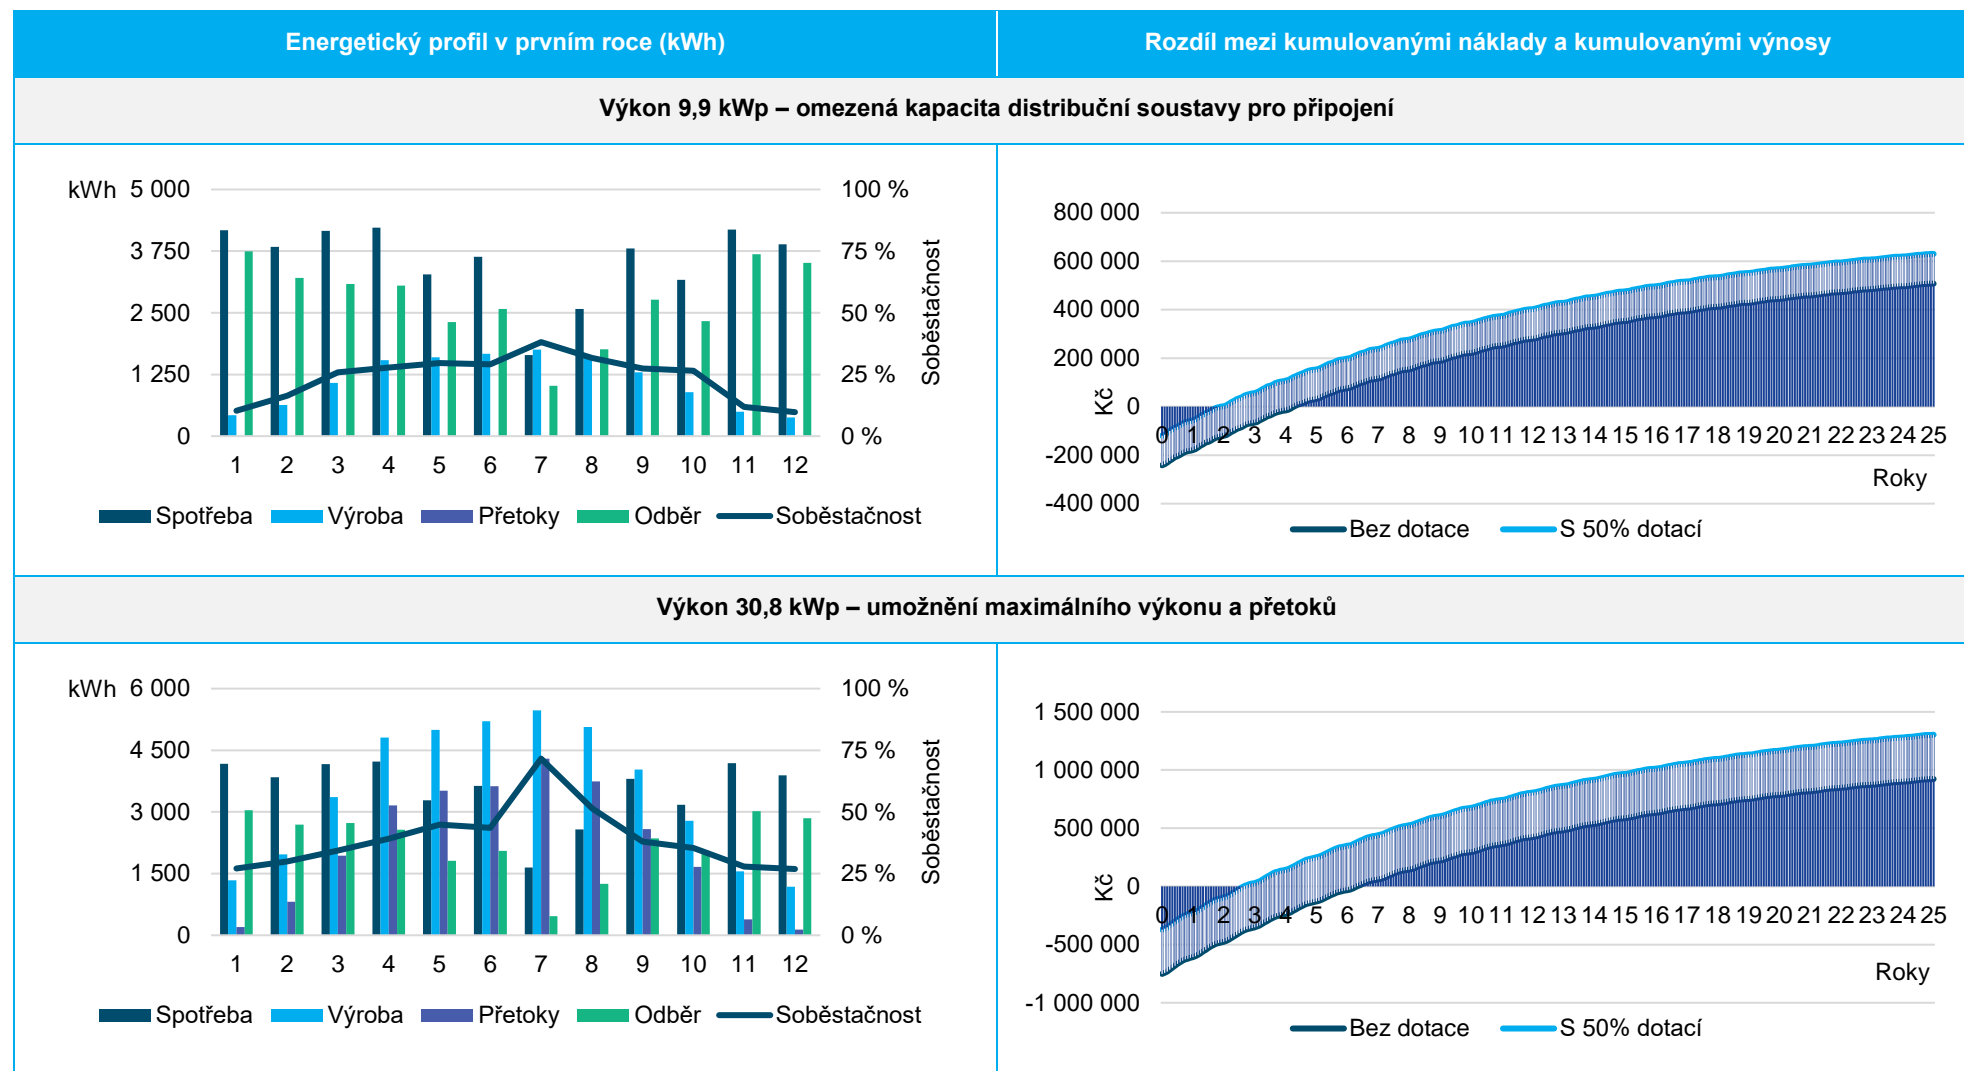 Energetický profil v prvním roce (kWh)
Rozdíl mezi kumulovanými náklady a kumulovanými výnosy
Výkon 9,9 kWp – omezená kapacita distribuční soustavy pro připojení
kWh
5 000
3 750
2 500
1 250
0
100 %
75 %
50 %
25 %
0 %
Soběstačnost
1 2 3 4 5 6 7 8 9 10 11 12
Spotřeba Výroba Přetoky Odběr Soběstačnost
800 000
600 000
400 000
200 000
0
-200 000
-400 000
Kč
0 1 2 3 4 5 6 7 8 9 10 11 12 13 14 15 16 17 18 19 20 21 22 23 24 25
Roky
Bez dotace S 50% dotací
Výkon 30,8 kWp – umožnění maximálního výkonu a přetoků
kWh
6 000
4 500
3 000
1 500
0
100 %
75 %
50 %
25 %
0 %
Soběstačnost
1 2 3 4 5 6 7 8 9 10 11 12
Spotřeba Výroba Přetoky Odběr Soběstačnost
1 500 000
1 000 000
500 000
0
-500 000
-1 000 000
Kč
0 1 2 3 4 5 6 7 8 9 10 11 12 13 14 15 16 17 18 19 20 21 22 23 24 25
Roky
Bez dotace S 50% dotací